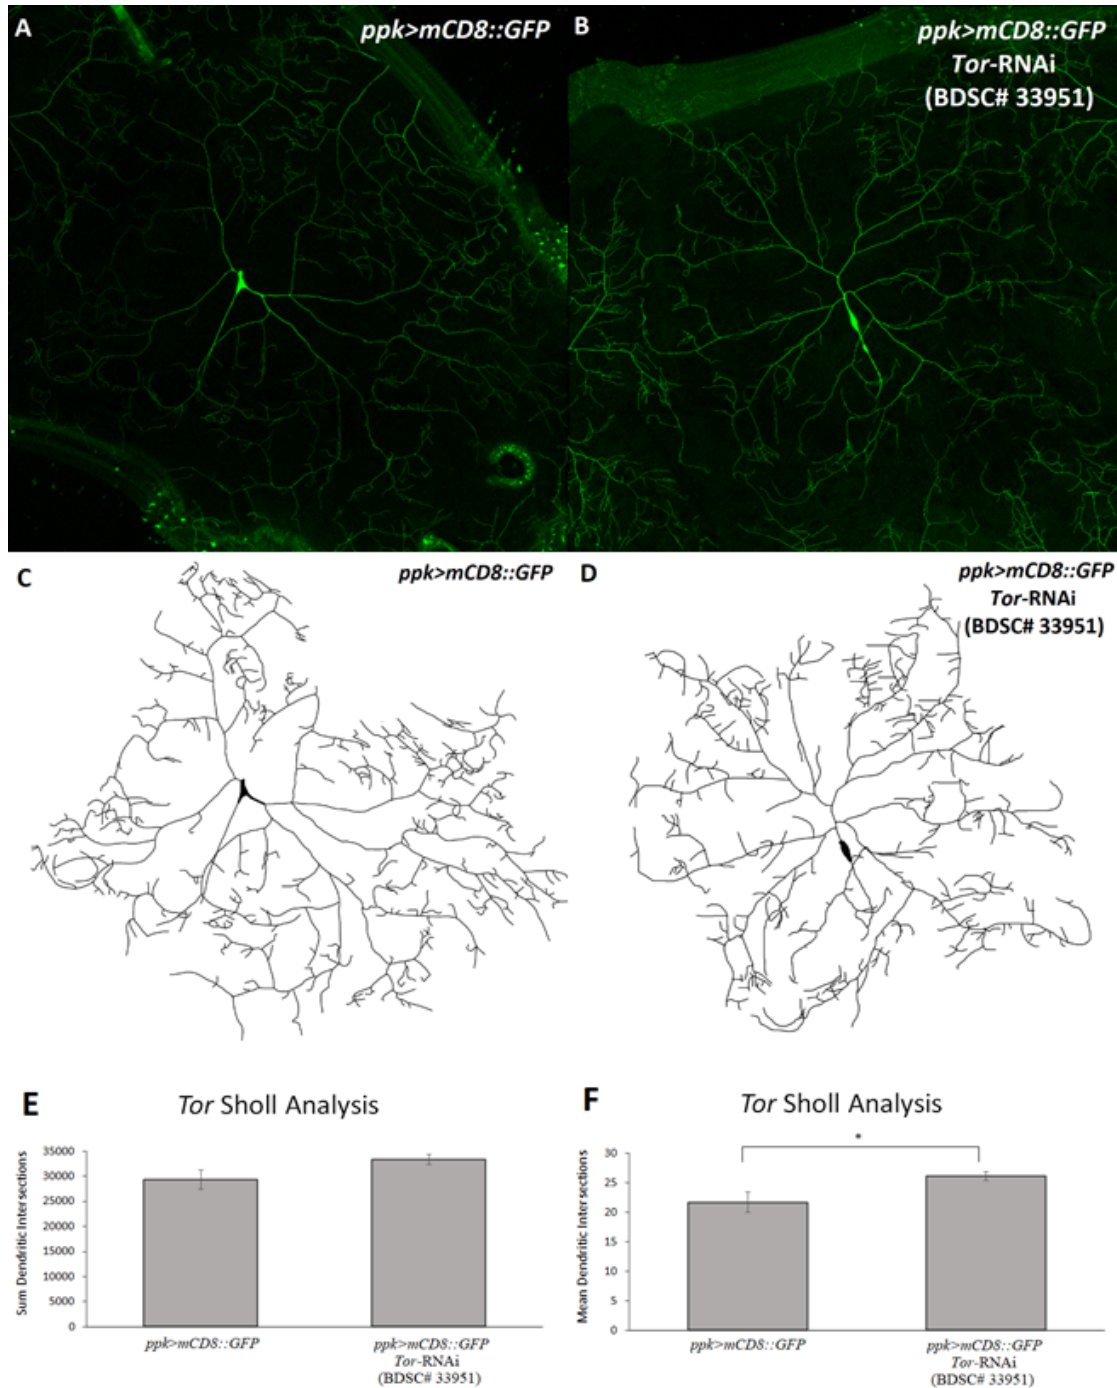 A
ppk>mCD8::GFP
B
ppk>mCD8::GFP
Tor-RNAi
(BDSC# 33951)
C
ppk>mCD8::GFP
D
ppk>mCD8::GFP
Tor-RNAi
(BDSC# 33951)
E
Tor Sholl Analysis
Sum Dendritic Intersections
35000
30000
25000
20000
15000
10000
5000
0
ppk>mCD8::GFP
ppk>mCD8::GFP
Tor-RNAi
(BDSC# 33951)
F
Tor Sholl Analysis
*
Mean Dendritic Intersections
30
25
20
15
10
5
0
ppk>mCD8::GFP
ppk>mCD8::GFP
Tor-RNAi
(BDSC# 33951)